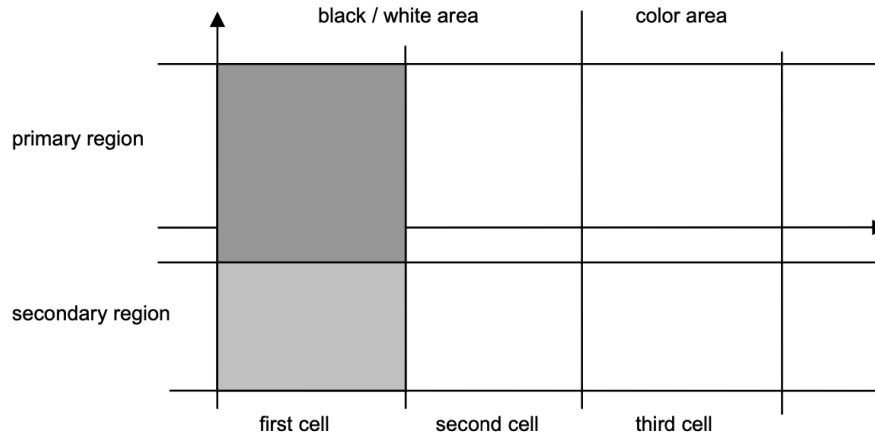 black / white area
color area
primary region
secondary region
first cell
second cell
third cell